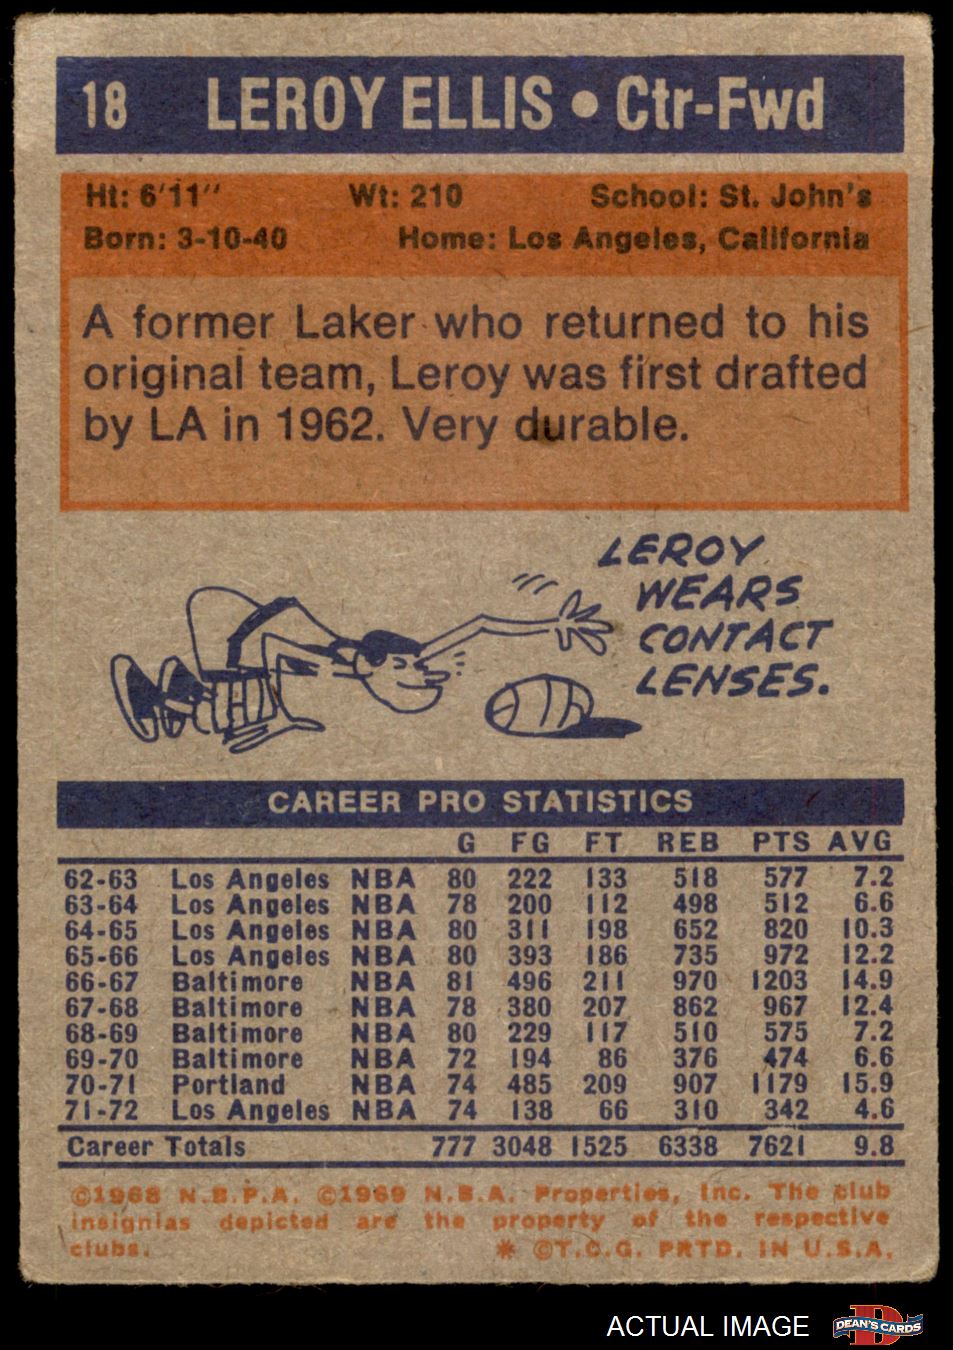 18 LEROY ELLIS • Ctr-Fwd
Ht: 6'11" Wt: 210 School: St. John's
Born: 3-10-40 Home: Los Angeles, California
A former Laker who returned to his
original team, Leroy was first drafted
by LA in 1962. Very durable.
LEROY
WEARS
CONTACT
LENSES.
CAREER PRO STATISTICS
G FG FT REB PTS AVG
62-63 Los Angeles NBA 80 222 133 518 577 7.2
63-64 Los Angeles NBA 78 200 112 498 512 6.6
64-65 Los Angeles NBA 80 311 198 652 820 10.3
65-66 Los Angeles NBA 80 393 186 735 972 12.2
66-67 Baltimore NBA 81 496 211 970 1203 14.9
67-68 Baltimore NBA 78 380 207 862 967 12.4
68-69 Baltimore NBA 80 229 117 510 575 7.2
69-70 Baltimore NBA 72 194 86 376 474 6.6
70-71 Portland NBA 74 485 209 907 1179 15.9
71-72 Los Angeles NBA 74 138 66 310 342 4.6
Career Totals 777 3048 1525 6338 7621 9.8
©1968 N.B.P.A. ©1969 N.B.A. Properties, Inc. The club
insignias depicted are the property of the respective
clubs. * ©T.C.G. PRTD. IN U.S.A.
ACTUAL IMAGE DEAN'S CARDS